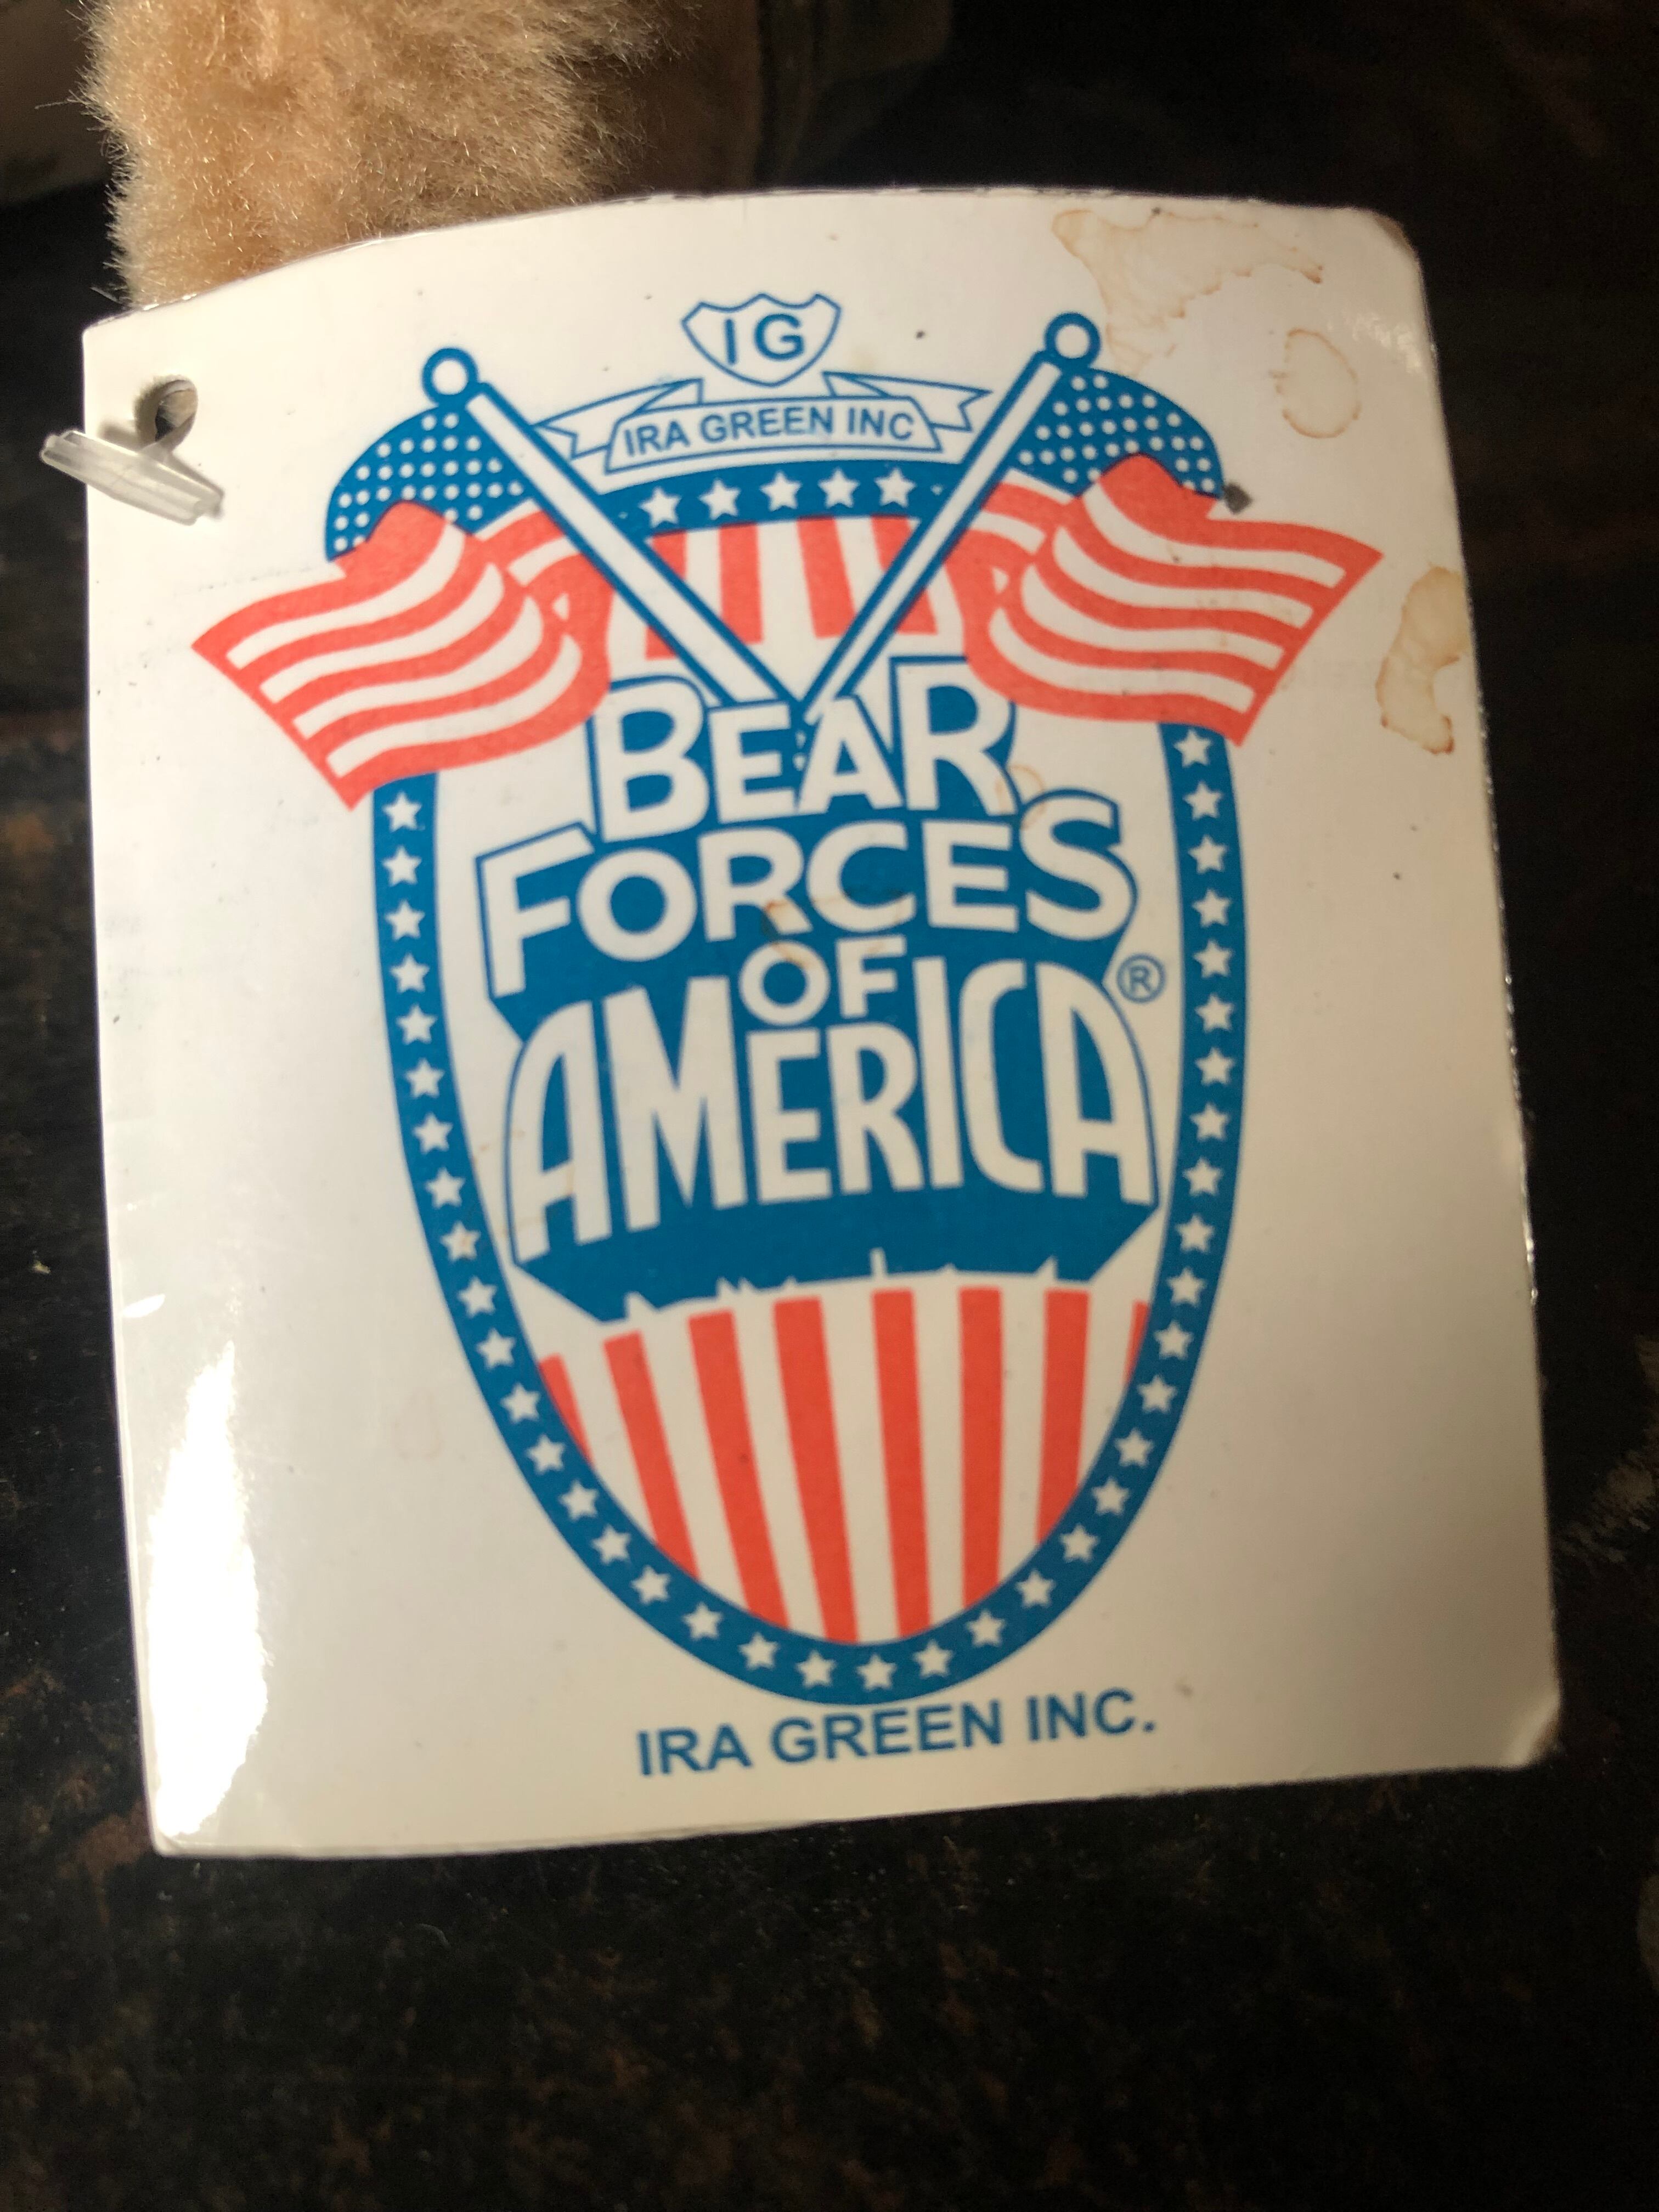 IG
IRA GREEN INC
BEAR
FORCES
OF
AMERICA®
IRA GREEN INC.